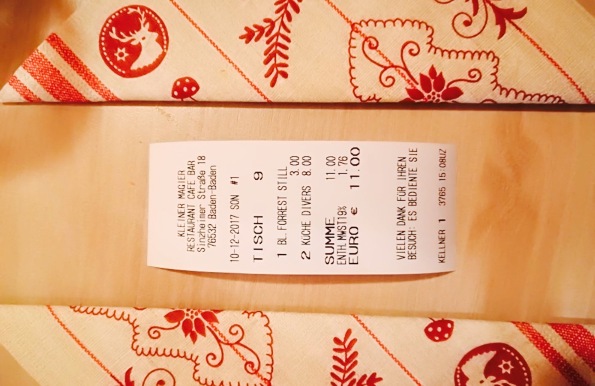 KLEINER MAGIER
RESTAURANT CAFE BAR
Sinzheimer Straße 18
76532 Baden-Baden
10-12-2017 SON #1
TISCH 9
1 BL. FORREST STILL 3.00
2 KÜCHE DIVERS 8.00
SUMME 11.00
ENTH.MWST19% 1.76
EURO € 11.00
VIELEN DANK FÜR IHREN
BESUCH! ES BEDIENTE SIE
KELLNER 1 3765 15:08UZ